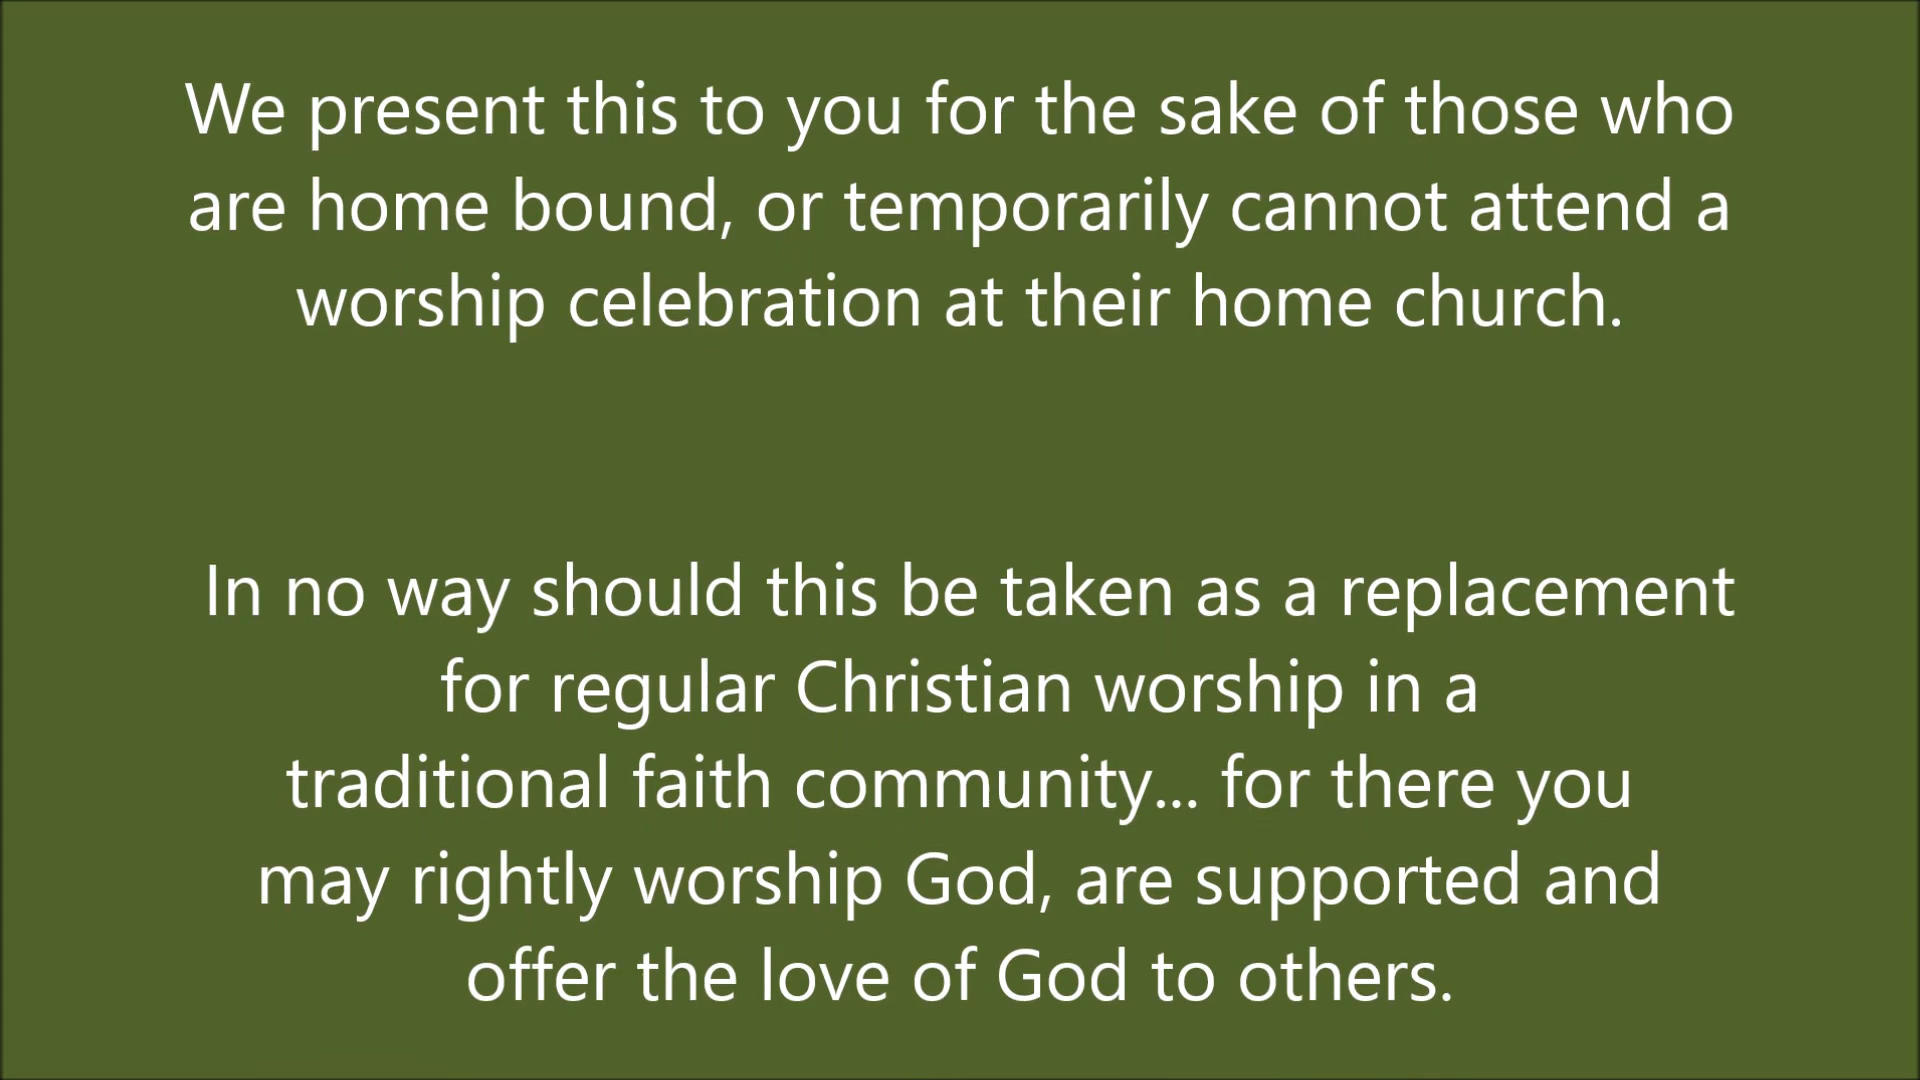 We present this to you for the sake of those who
are home bound, or temporarily cannot attend a
worship celebration at their home church.
In no way should this be taken as a replacement
for regular Christian worship in a
traditional faith community... for there you
may rightly worship God, are supported and
offer the love of God to others.